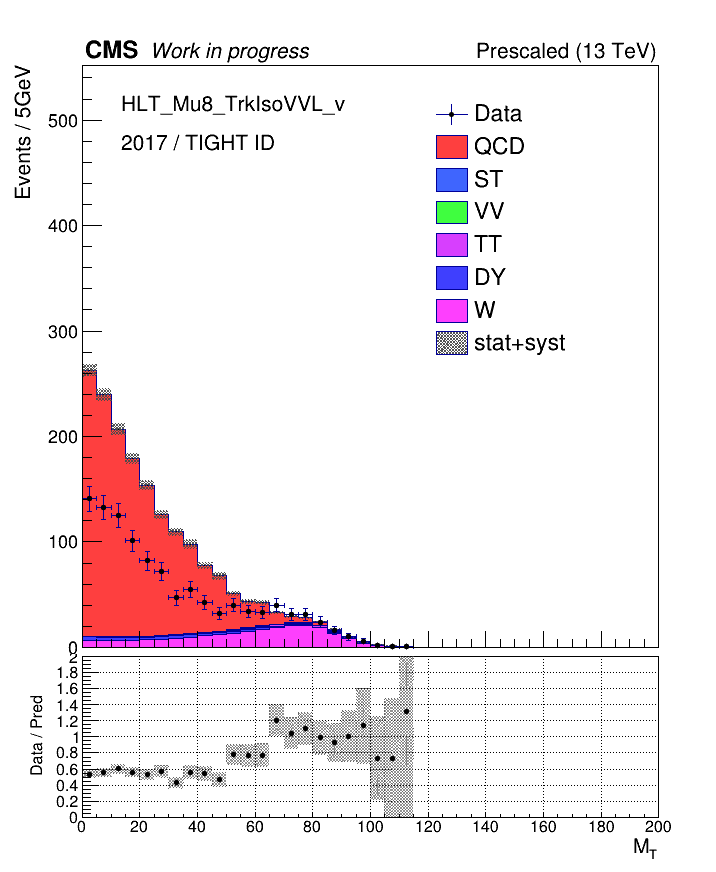 CMS Work in progress Prescaled (13 TeV)
Events / 5GeV
HLT_Mu8_TrkIsoVVL_v
2017 / TIGHT ID
Data
QCD
ST
VV
TT
DY
W
stat+syst
500
400
300
200
100
0
Data / Pred
2
1.8
1.6
1.4
1.2
1
0.8
0.6
0.4
0.2
0
0 20 40 60 80 100 120 140 160 180 200
M_T